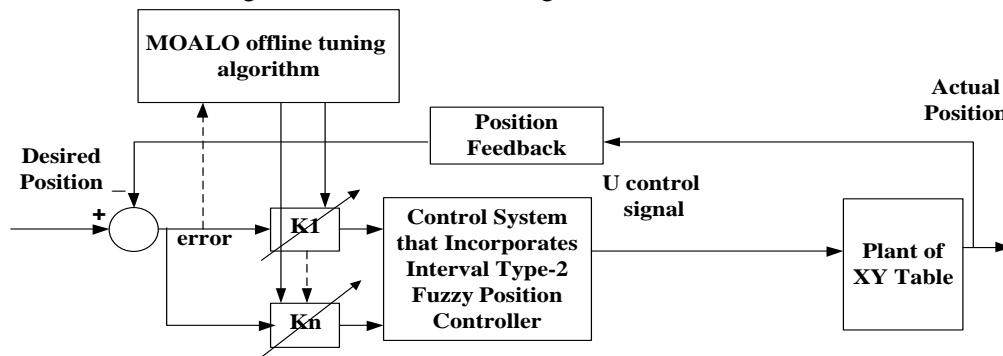 MOALO offline tuning
algorithm
Actual
Position
Position
Feedback
Desired
Position
U control
signal
+
error
K1
Kn
Control System
that Incorporates
Interval Type-2
Fuzzy Position
Controller
Plant of
XY Table